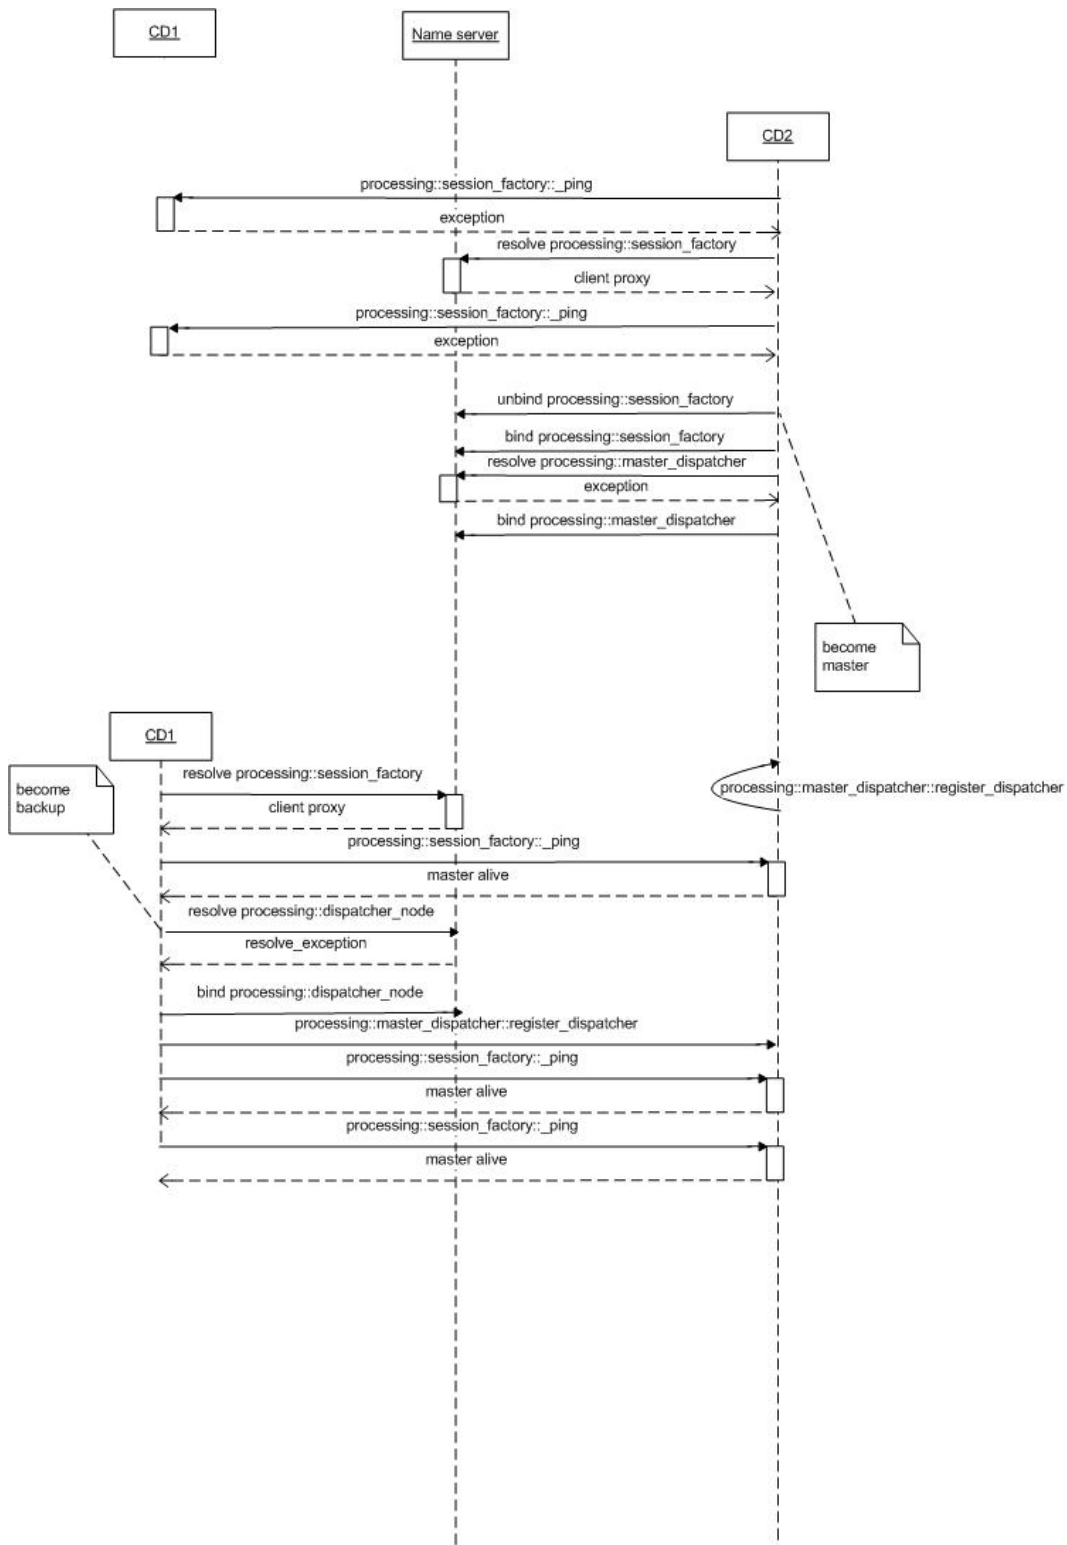 CD1
Name server
CD2
processing::session_factory::_ping
exception
resolve processing::session_factory
client proxy
processing::session_factory::_ping
exception
unbind processing::session_factory
bind processing::session_factory
resolve processing::master_dispatcher
exception
bind processing::master_dispatcher
become
master
CD1
become
backup
resolve processing::session_factory
processing::master_dispatcher::register_dispatcher
client proxy
processing::session_factory::_ping
master alive
resolve processing::dispatcher_node
resolve_exception
bind processing::dispatcher_node
processing::master_dispatcher::register_dispatcher
processing::session_factory::_ping
master alive
processing::session_factory::_ping
master alive